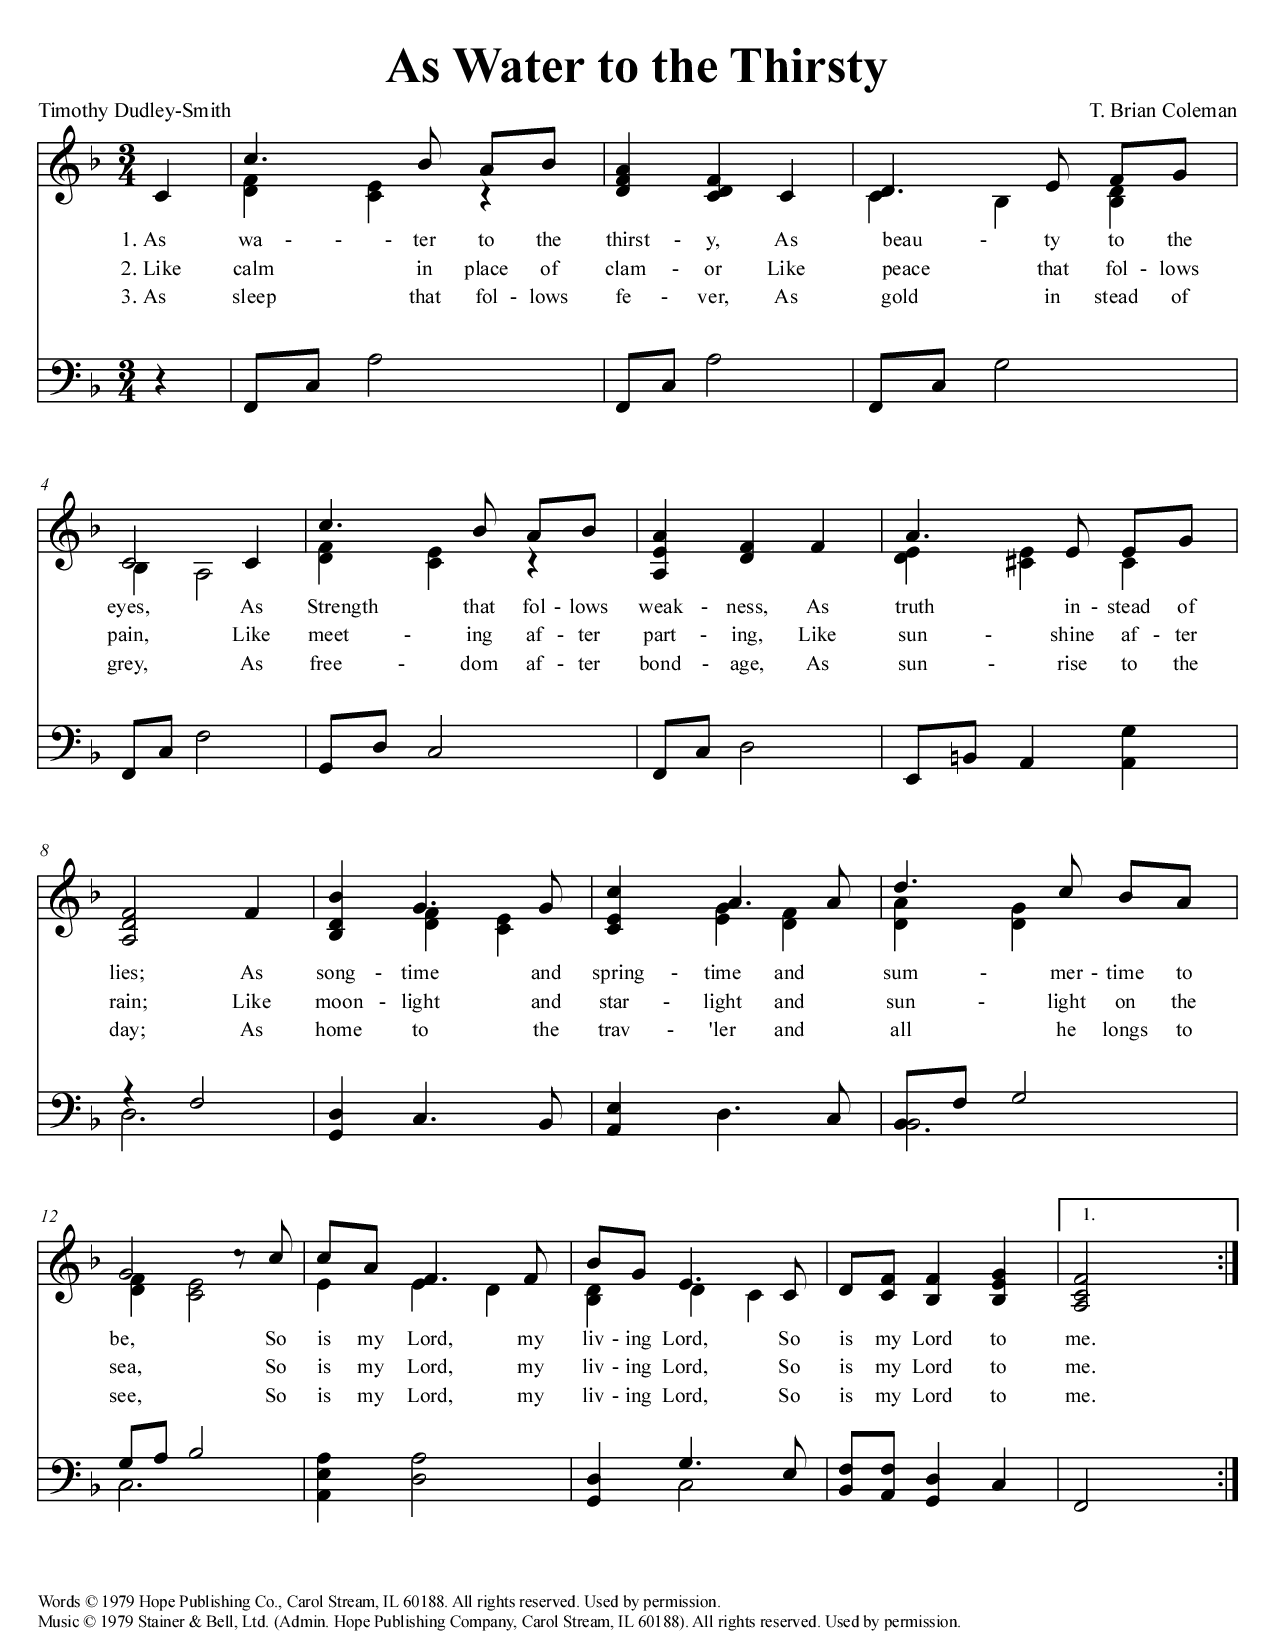 As Water to the Thirsty
Timothy Dudley-Smith
T. Brian Coleman
1. As wa - - - ter to the thirst - y, As beau - ty to the
2. Like calm in place of clam - or Like peace that fol - lows
3. As sleep that fol - lows fe - ver, As gold in stead of
4
eyes, As Strength that fol - lows weak - ness, As truth in - stead of
pain, Like meet - ing af - ter part - ing, Like sun - shine af - ter
grey, As free - dom af - ter bond - age, As sun - rise to the
8
lies; As song - time and spring - time and sum - mer - time to
rain; Like moon - light and star - light and sun - light on the
day; As home to the trav - 'ler and all he longs to
12
1.
be, So is my Lord, my liv - ing Lord, So is my Lord to me.
sea, So is my Lord, my liv - ing Lord, So is my Lord to me.
see, So is my Lord, my liv - ing Lord, So is my Lord to me.
Words © 1979 Hope Publishing Co., Carol Stream, IL 60188. All rights reserved. Used by permission.
Music © 1979 Stainer & Bell, Ltd. (Admin. Hope Publishing Company, Carol Stream, IL 60188). All rights reserved. Used by permission.